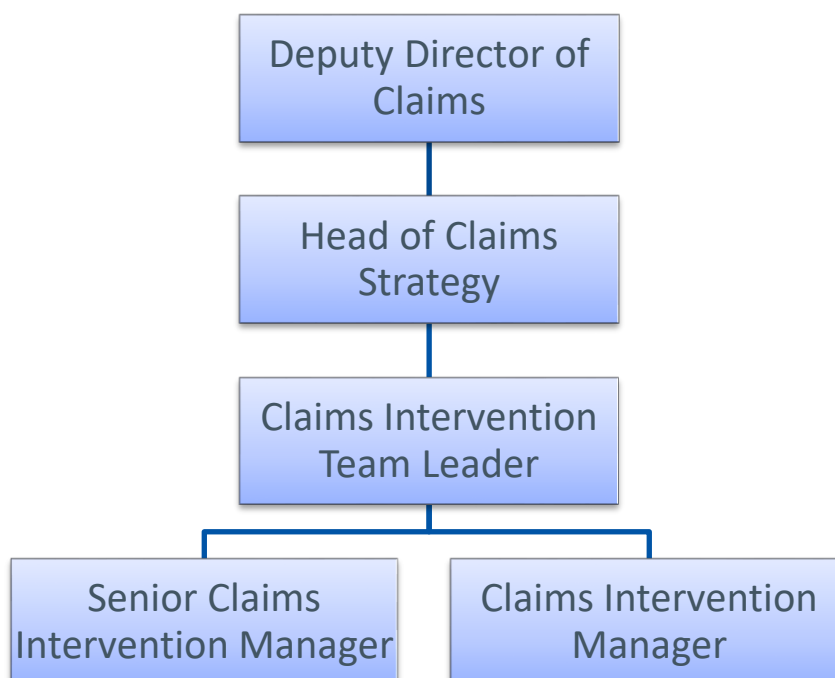 Deputy Director of
Claims
Head of Claims
Strategy
Claims Intervention
Team Leader
Senior Claims
Intervention Manager
Claims Intervention
Manager